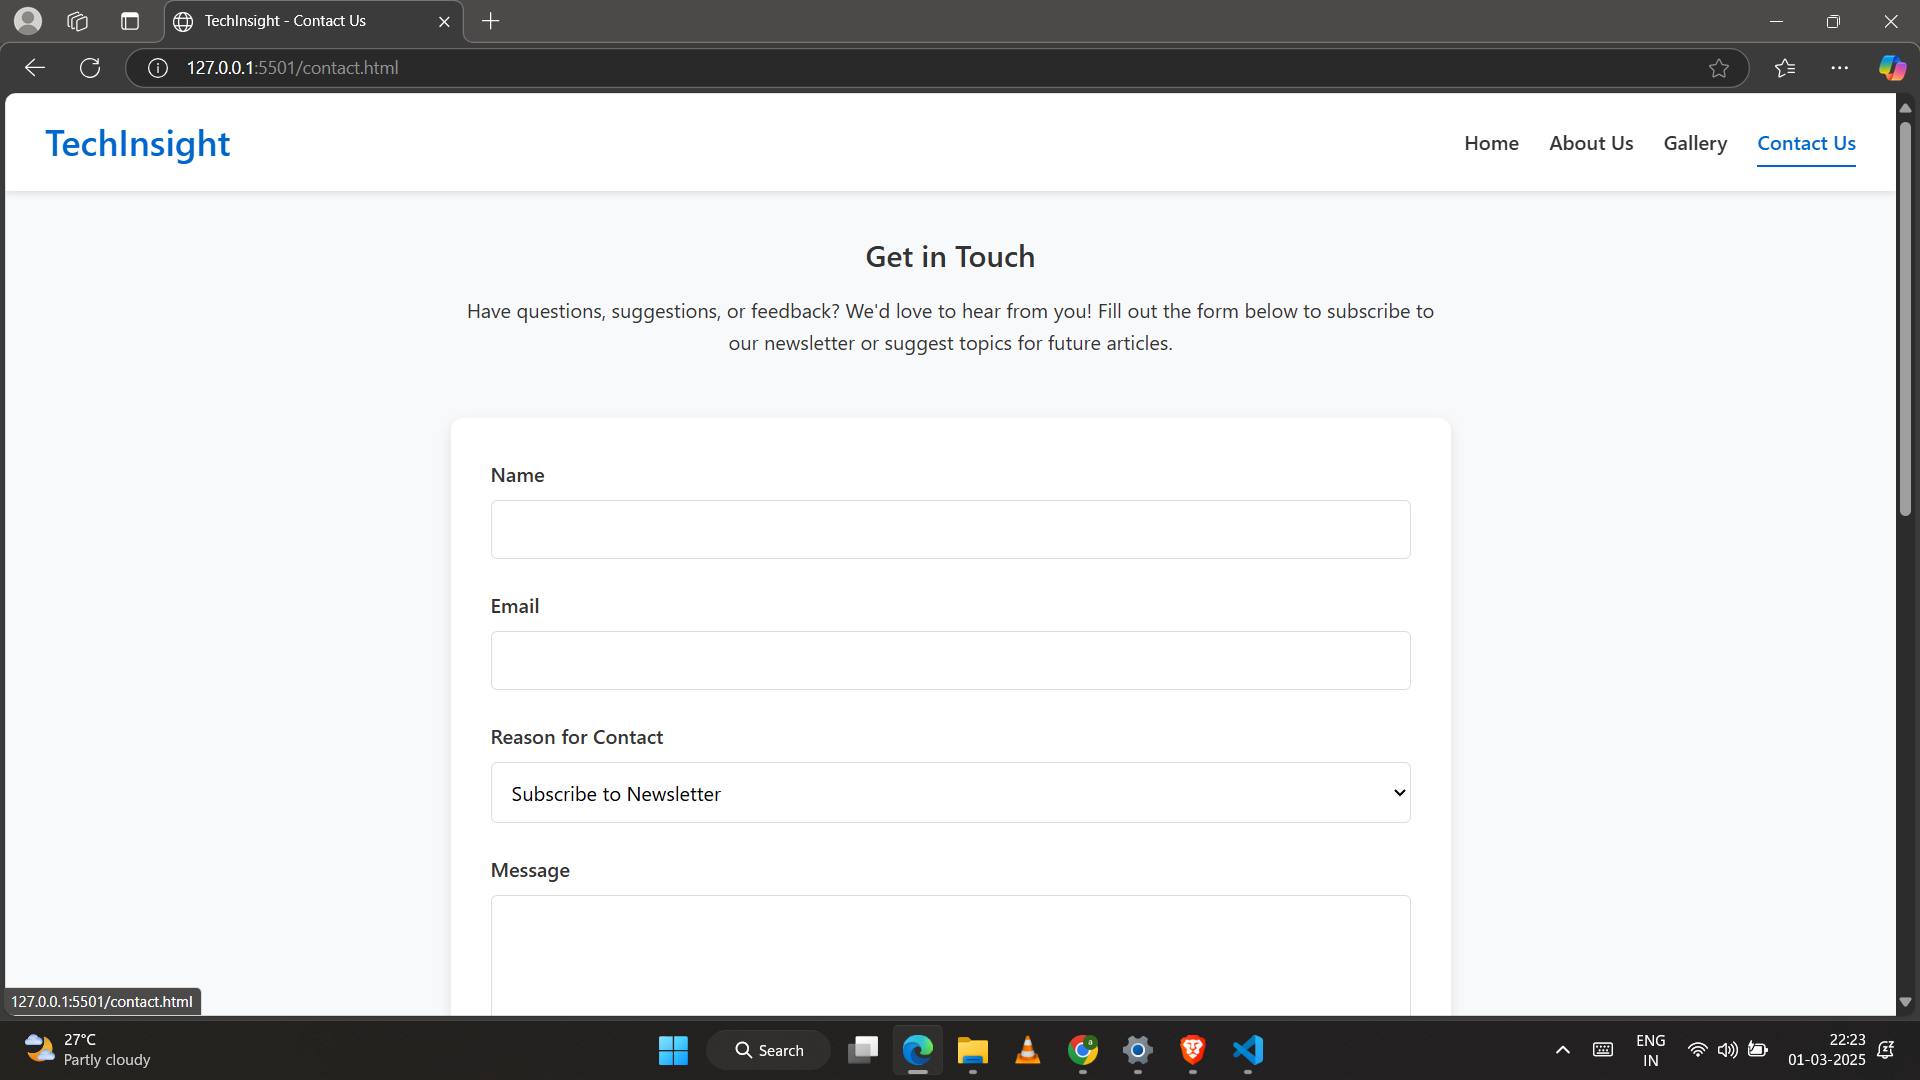 TechInsight - Contact Us
127.0.0.1:5501/contact.html
TechInsight
Home
About Us
Gallery
Contact Us
Get in Touch
Have questions, suggestions, or feedback? We'd love to hear from you! Fill out the form below to subscribe to
our newsletter or suggest topics for future articles.
Name
Email
Reason for Contact
Subscribe to Newsletter
Message
127.0.0.1:5501/contact.html
27°C
Partly cloudy
Search
a
ENG
IN
22:23
01-03-2025